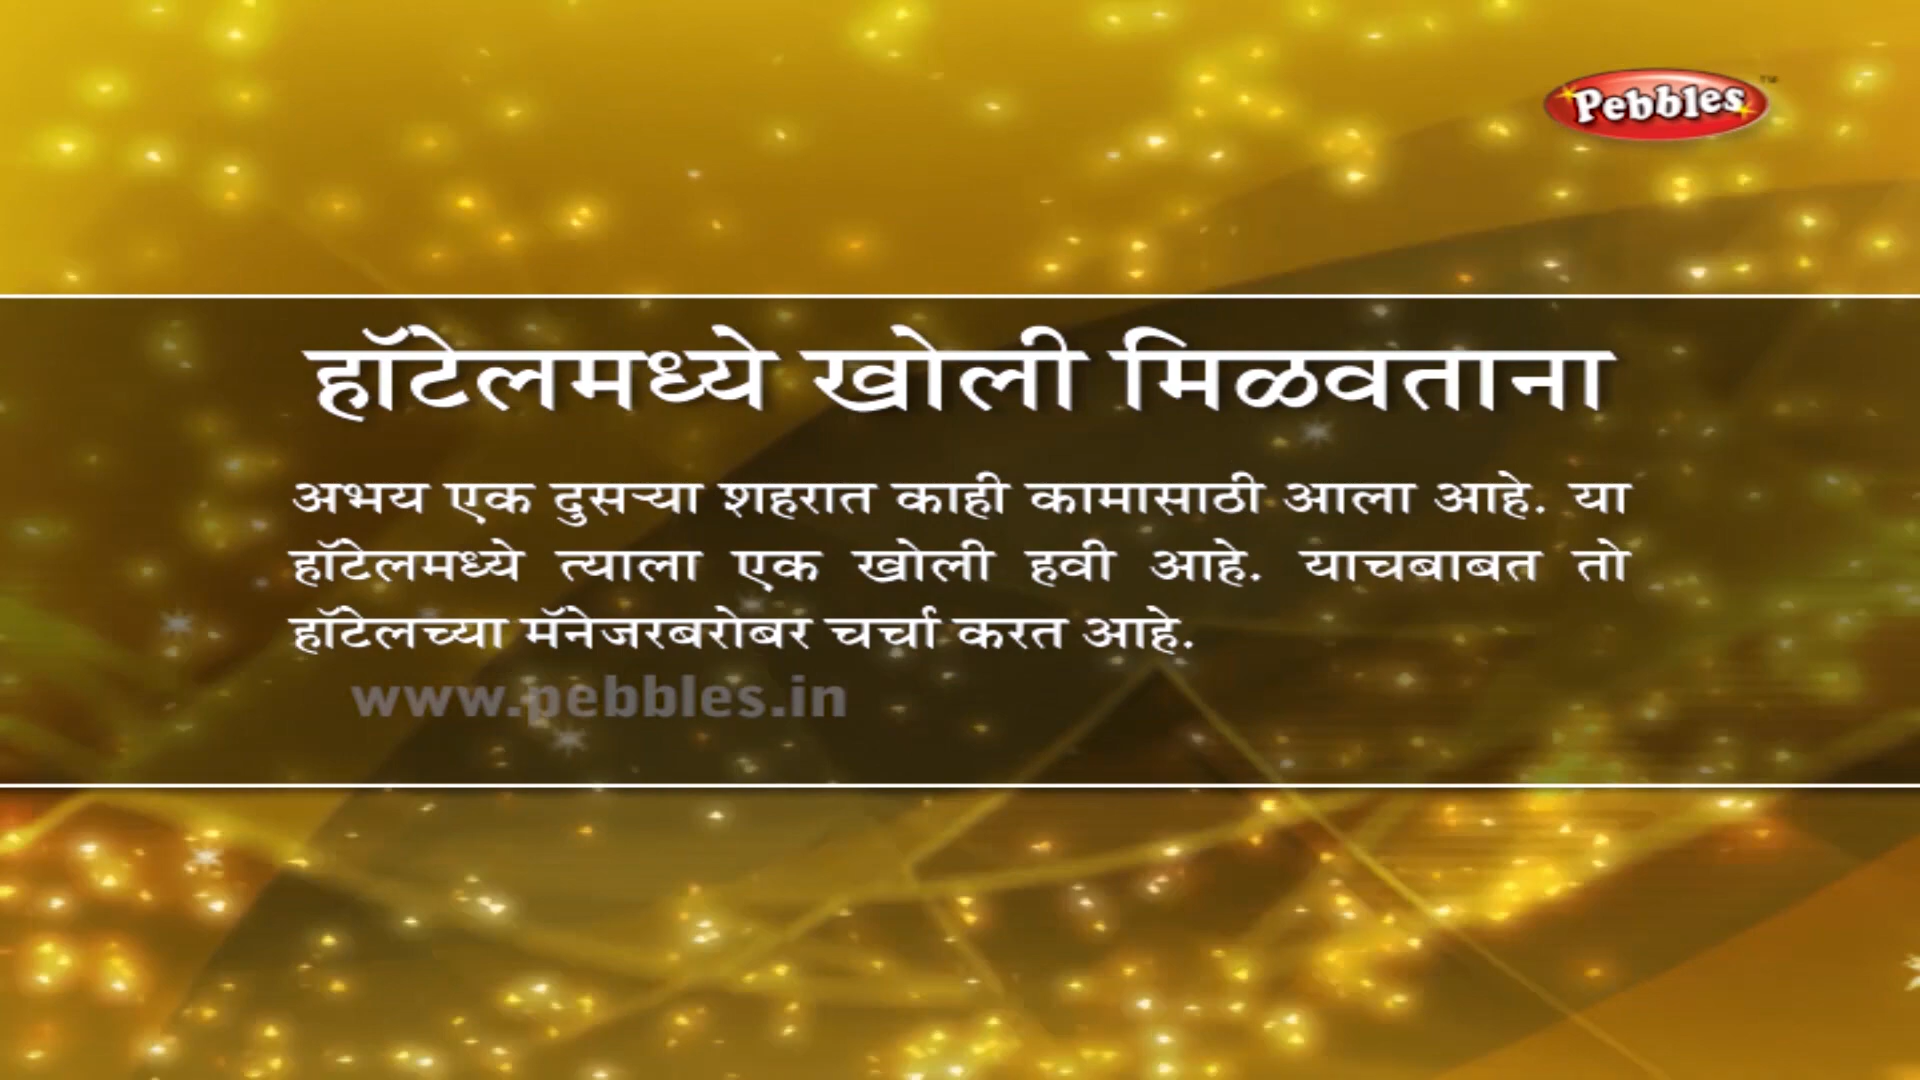 Pebbles™
हॉटेलमध्ये खोली मिळवताना
अभय एक दुसऱ्या शहरात काही कामासाठी आला आहे. या
हॉटेलमध्ये त्याला एक खोली हवी आहे. याचबाबत तो
हॉटेलच्या मॅनेजरबरोबर चर्चा करत आहे.
www.pebbles.in